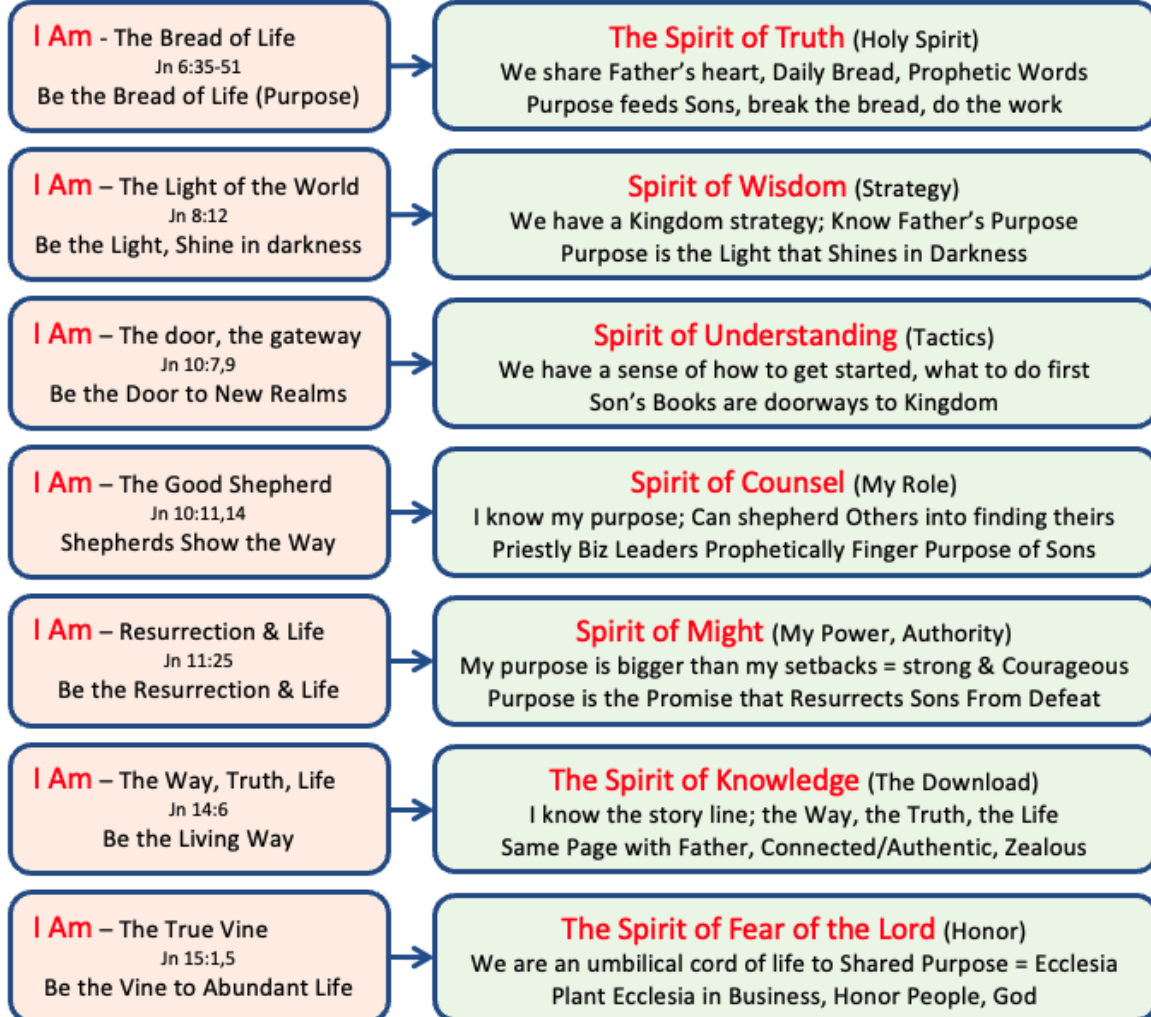 I Am - The Bread of Life
Jn 6:35-51
Be the Bread of Life (Purpose)
The Spirit of Truth (Holy Spirit)
We share Father's heart, Daily Bread, Prophetic Words
Purpose feeds Sons, break the bread, do the work
I Am – The Light of the World
Jn 8:12
Be the Light, Shine in darkness
Spirit of Wisdom (Strategy)
We have a Kingdom strategy; Know Father's Purpose
Purpose is the Light that Shines in Darkness
I Am – The door, the gateway
Jn 10:7,9
Be the Door to New Realms
Spirit of Understanding (Tactics)
We have a sense of how to get started, what to do first
Son's Books are doorways to Kingdom
I Am – The Good Shepherd
Jn 10:11,14
Shepherds Show the Way
Spirit of Counsel (My Role)
I know my purpose; Can shepherd Others into finding theirs
Priestly Biz Leaders Prophetically Finger Purpose of Sons
I Am – Resurrection & Life
Jn 11:25
Be the Resurrection & Life
Spirit of Might (My Power, Authority)
My purpose is bigger than my setbacks = strong & Courageous
Purpose is the Promise that Resurrects Sons From Defeat
I Am – The Way, Truth, Life
Jn 14:6
Be the Living Way
The Spirit of Knowledge (The Download)
I know the story line; the Way, the Truth, the Life
Same Page with Father, Connected/Authentic, Zealous
I Am – The True Vine
Jn 15:1,5
Be the Vine to Abundant Life
The Spirit of Fear of the Lord (Honor)
We are an umbilical cord of life to Shared Purpose = Ecclesia
Plant Ecclesia in Business, Honor People, God